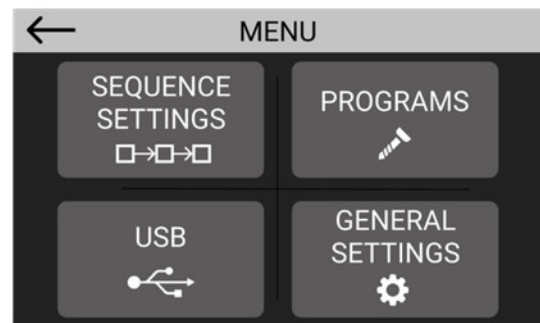 MENU
SEQUENCE
SETTINGS
PROGRAMS
USB
GENERAL
SETTINGS